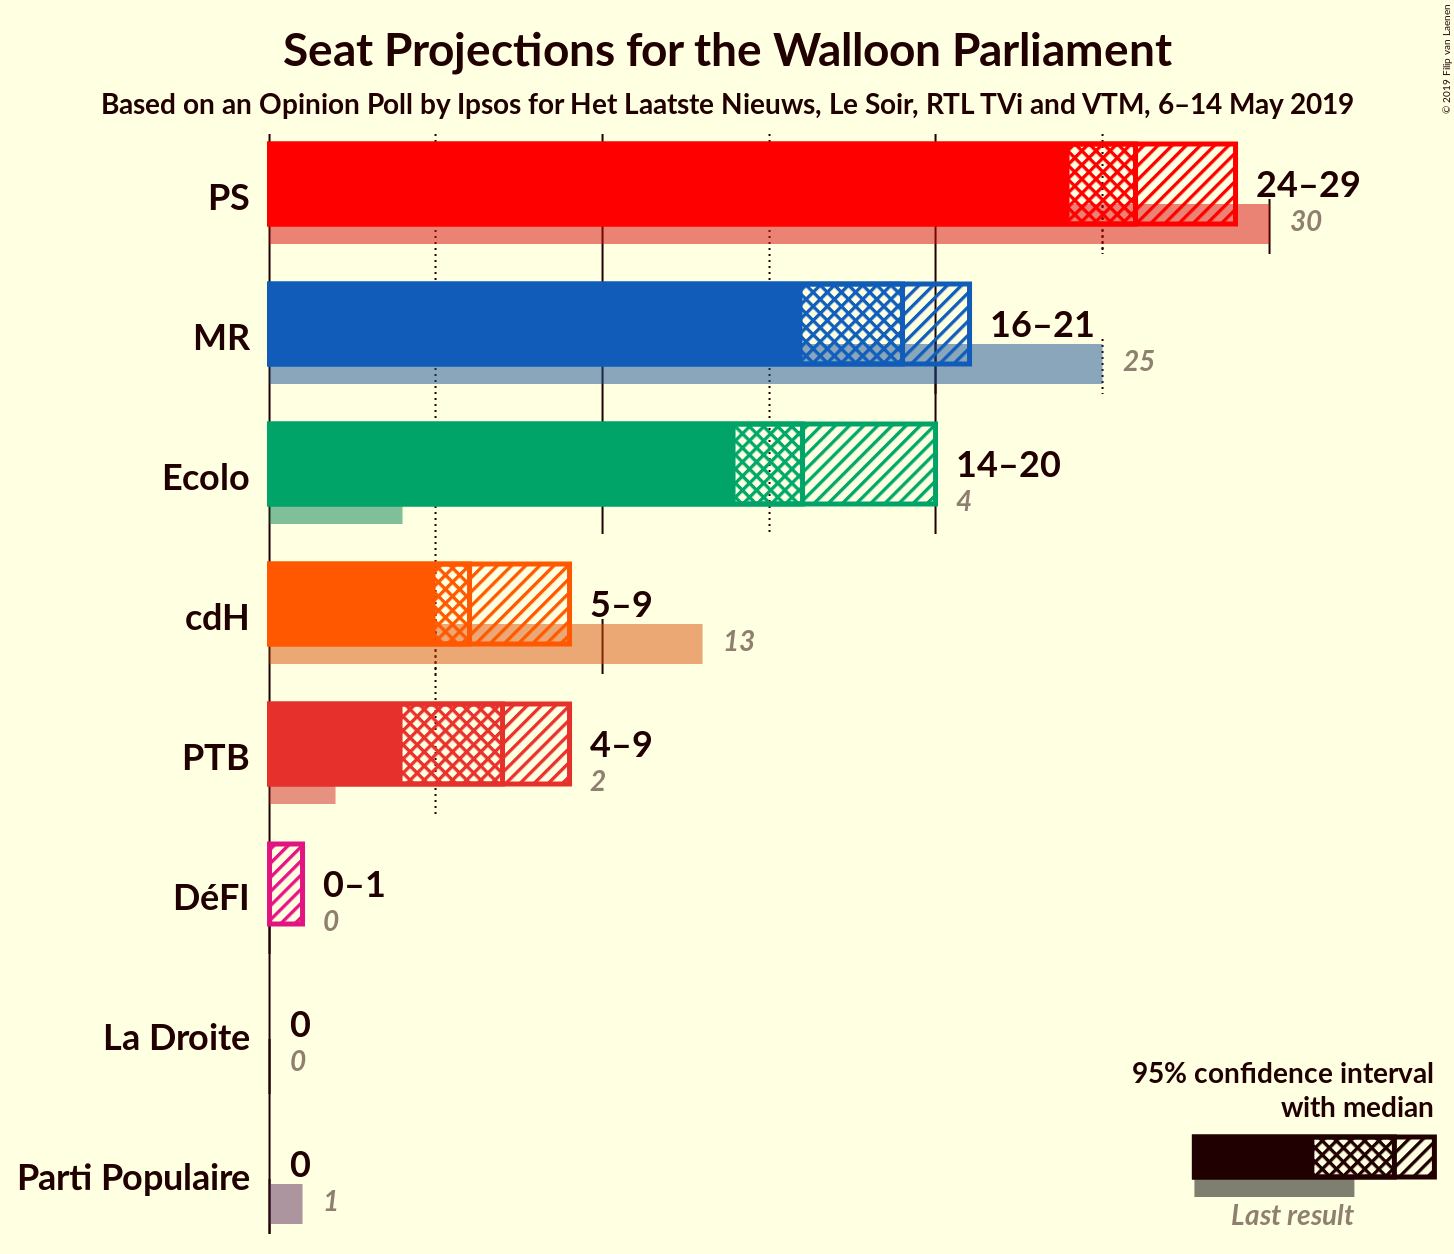 Seat Projections for the Walloon Parliament
Based on an Opinion Poll by Ipsos for Het Laatste Nieuws, Le Soir, RTL TVi and VTM, 6–14 May 2019
© 2019 Filip van Laenen
PS
24–29
30
MR
16–21
25
Ecolo
14–20
4
cdH
5–9
13
PTB
4–9
2
DéFI
0–1
0
La Droite
0
0
Parti Populaire
0
1
95% confidence interval
with median
Last result